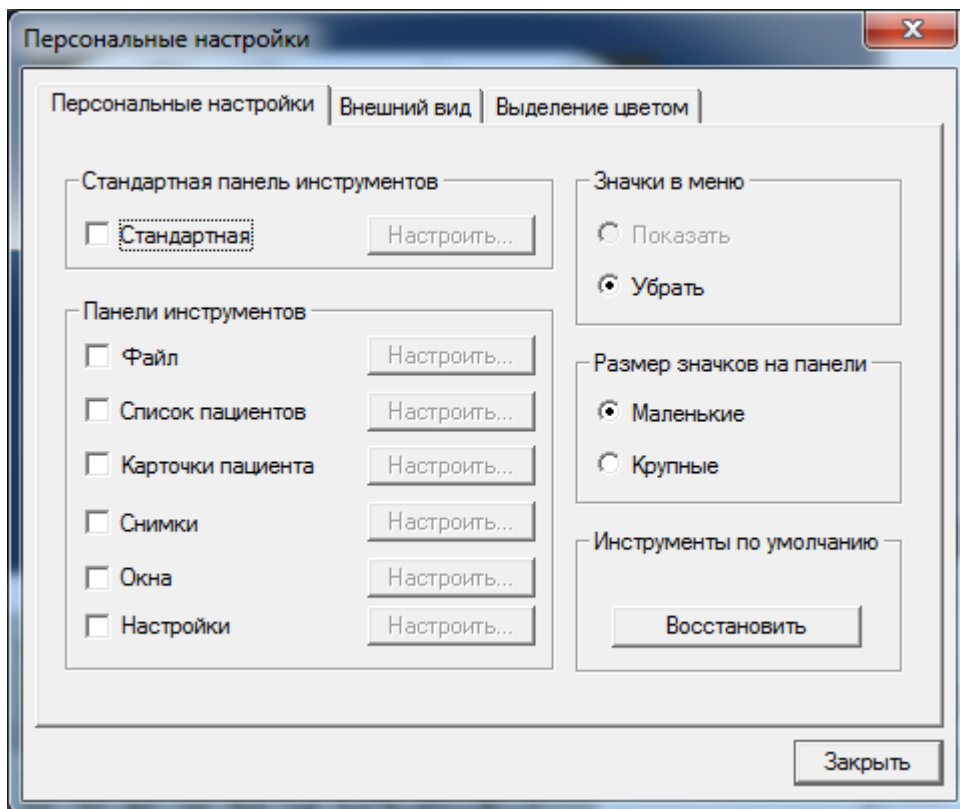 Персональные настройки
Персональные настройки Внешний вид Выделение цветом
Стандартная панель инструментов
Стандартная Настроить...
Панели инструментов
Файл Настроить...
Список пациентов Настроить...
Карточки пациента Настроить...
Снимки Настроить...
Окна Настроить...
Настройки Настроить...
Значки в меню
Показать
Убрать
Размер значков на панели
Маленькие
Крупные
Инструменты по умолчанию
Восстановить
Закрыть